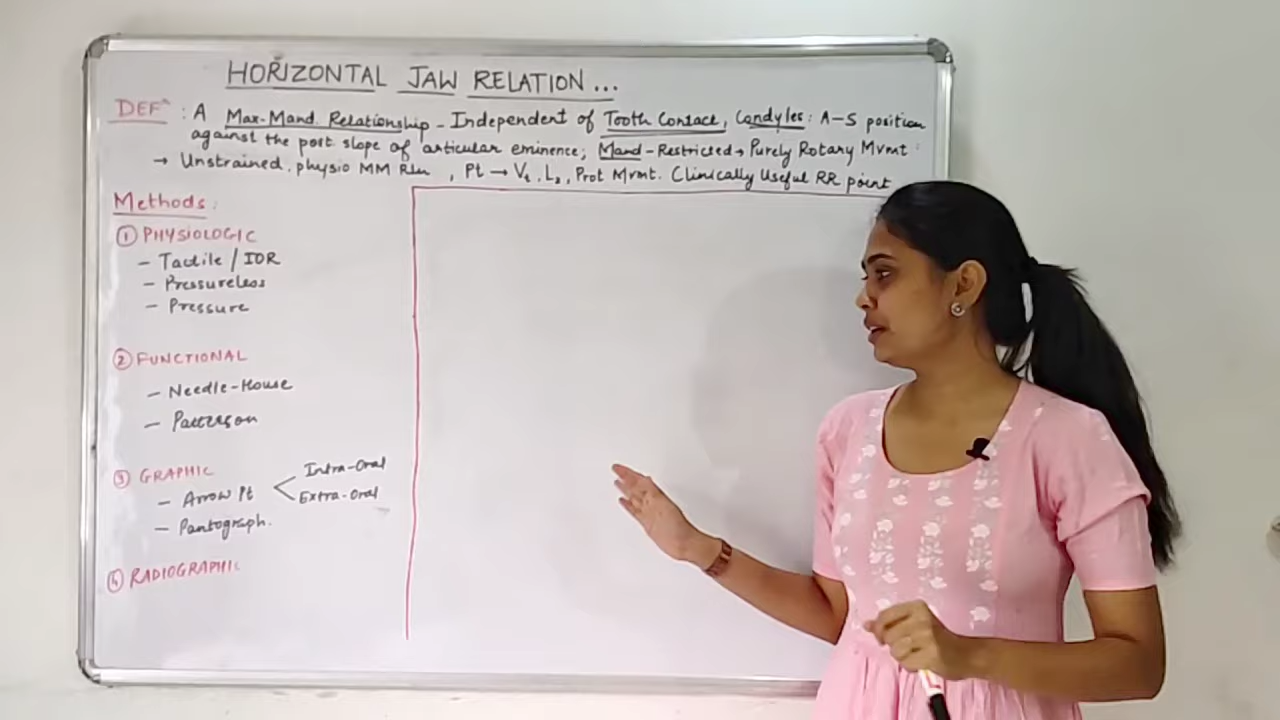 HORIZONTAL JAW RELATION...
DEFⁿ : A Max-Mand. Relationship - Independent of Tooth Contact, Condyles: A-S position
against the post slope of articular eminence; Mand-Restricted → Purely Rotary Mvmt
→ Unstrained, physio MM Rln , Pt → Vt. Lt, Prot Mvmt. Clinically Useful RR point
Methods:
① PHYSIOLOGIC
- Tactile / IOR
- Pressureless
- Pressure
② FUNCTIONAL
- Needle-House
- Patterson
③ GRAPHIC
- Arrow Pt < Intra-Oral
Extra-Oral
- Pantograph.
④ RADIOGRAPHIC